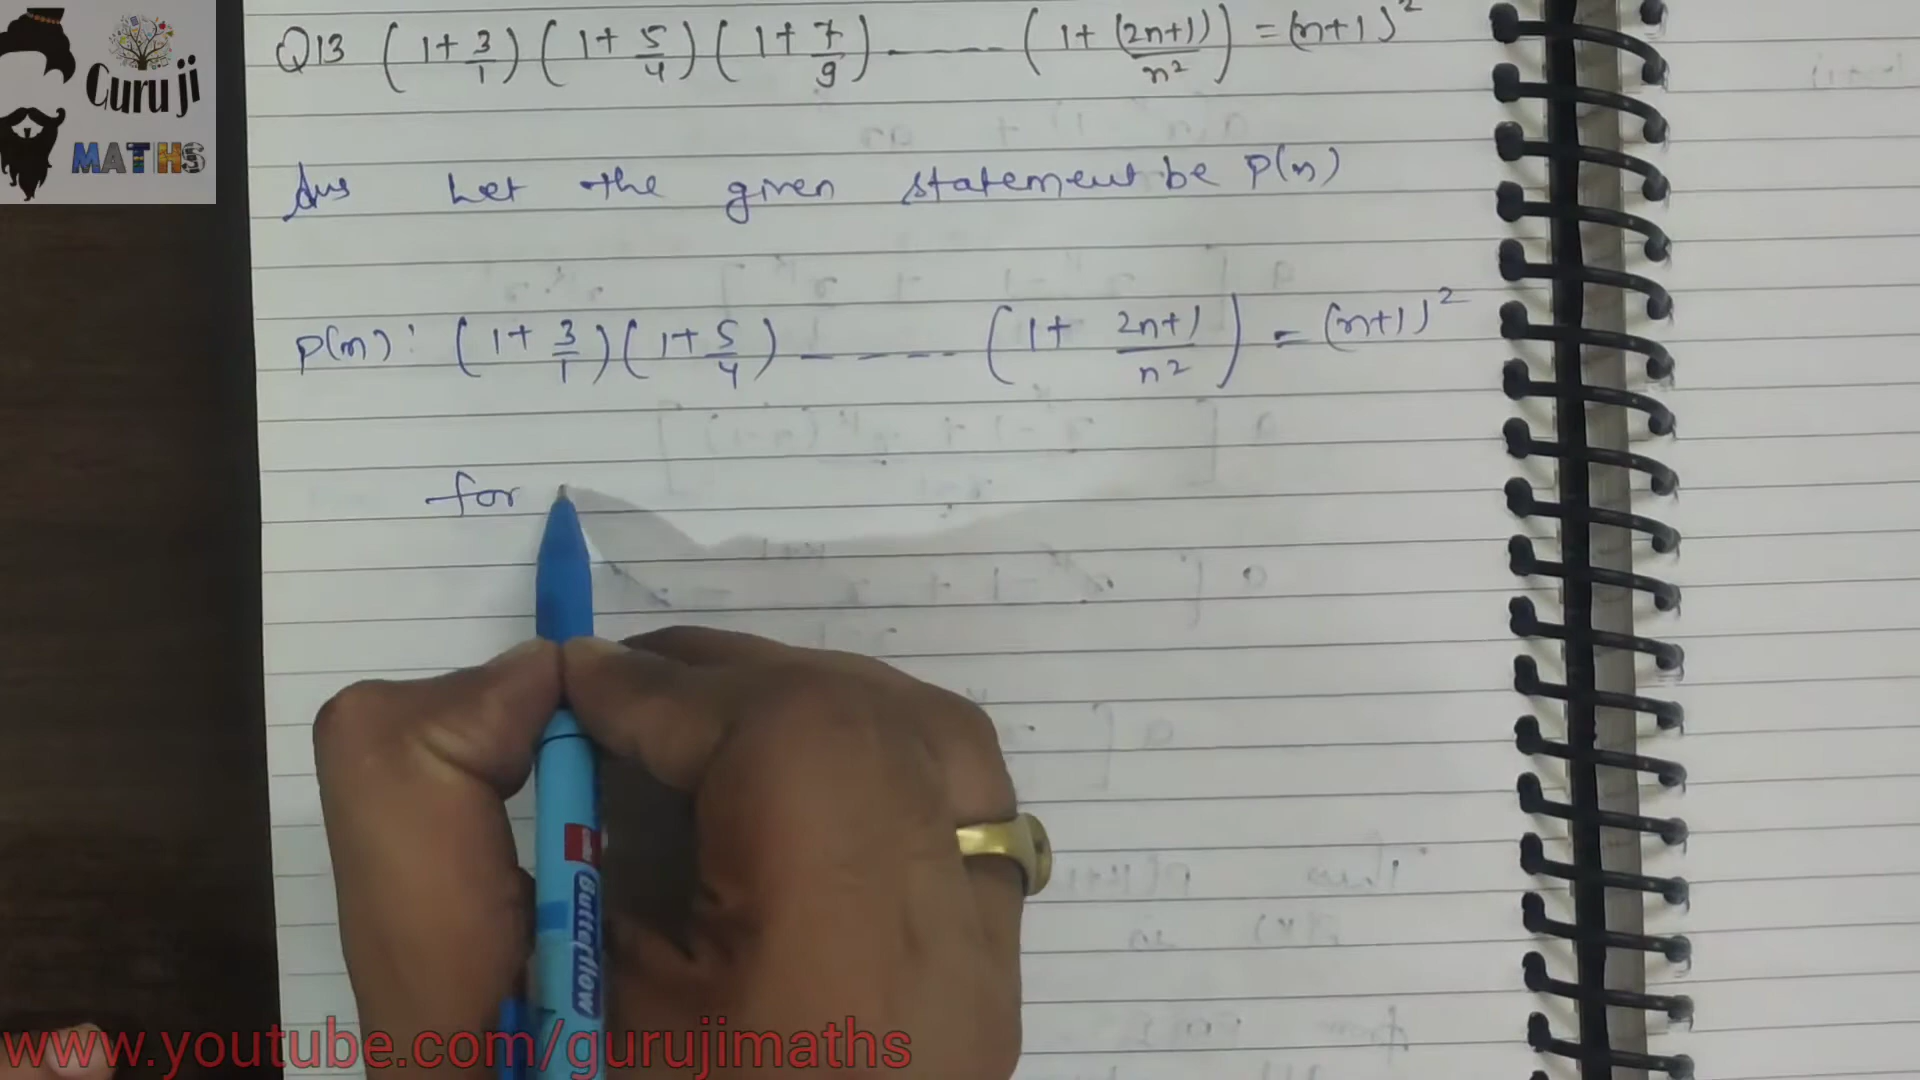 Guruji
MATHS
Q13 (1+3/1)(1+5/4)(1+7/9)-----(1+(2n+1)/n²) = (n+1)²
Ans Let the given statement be P(n)
P(n): (1+3/1)(1+5/4)-----(1+2n+1/n²) = (n+1)²
for
Butterflow
www.youtube.com/gurujimaths